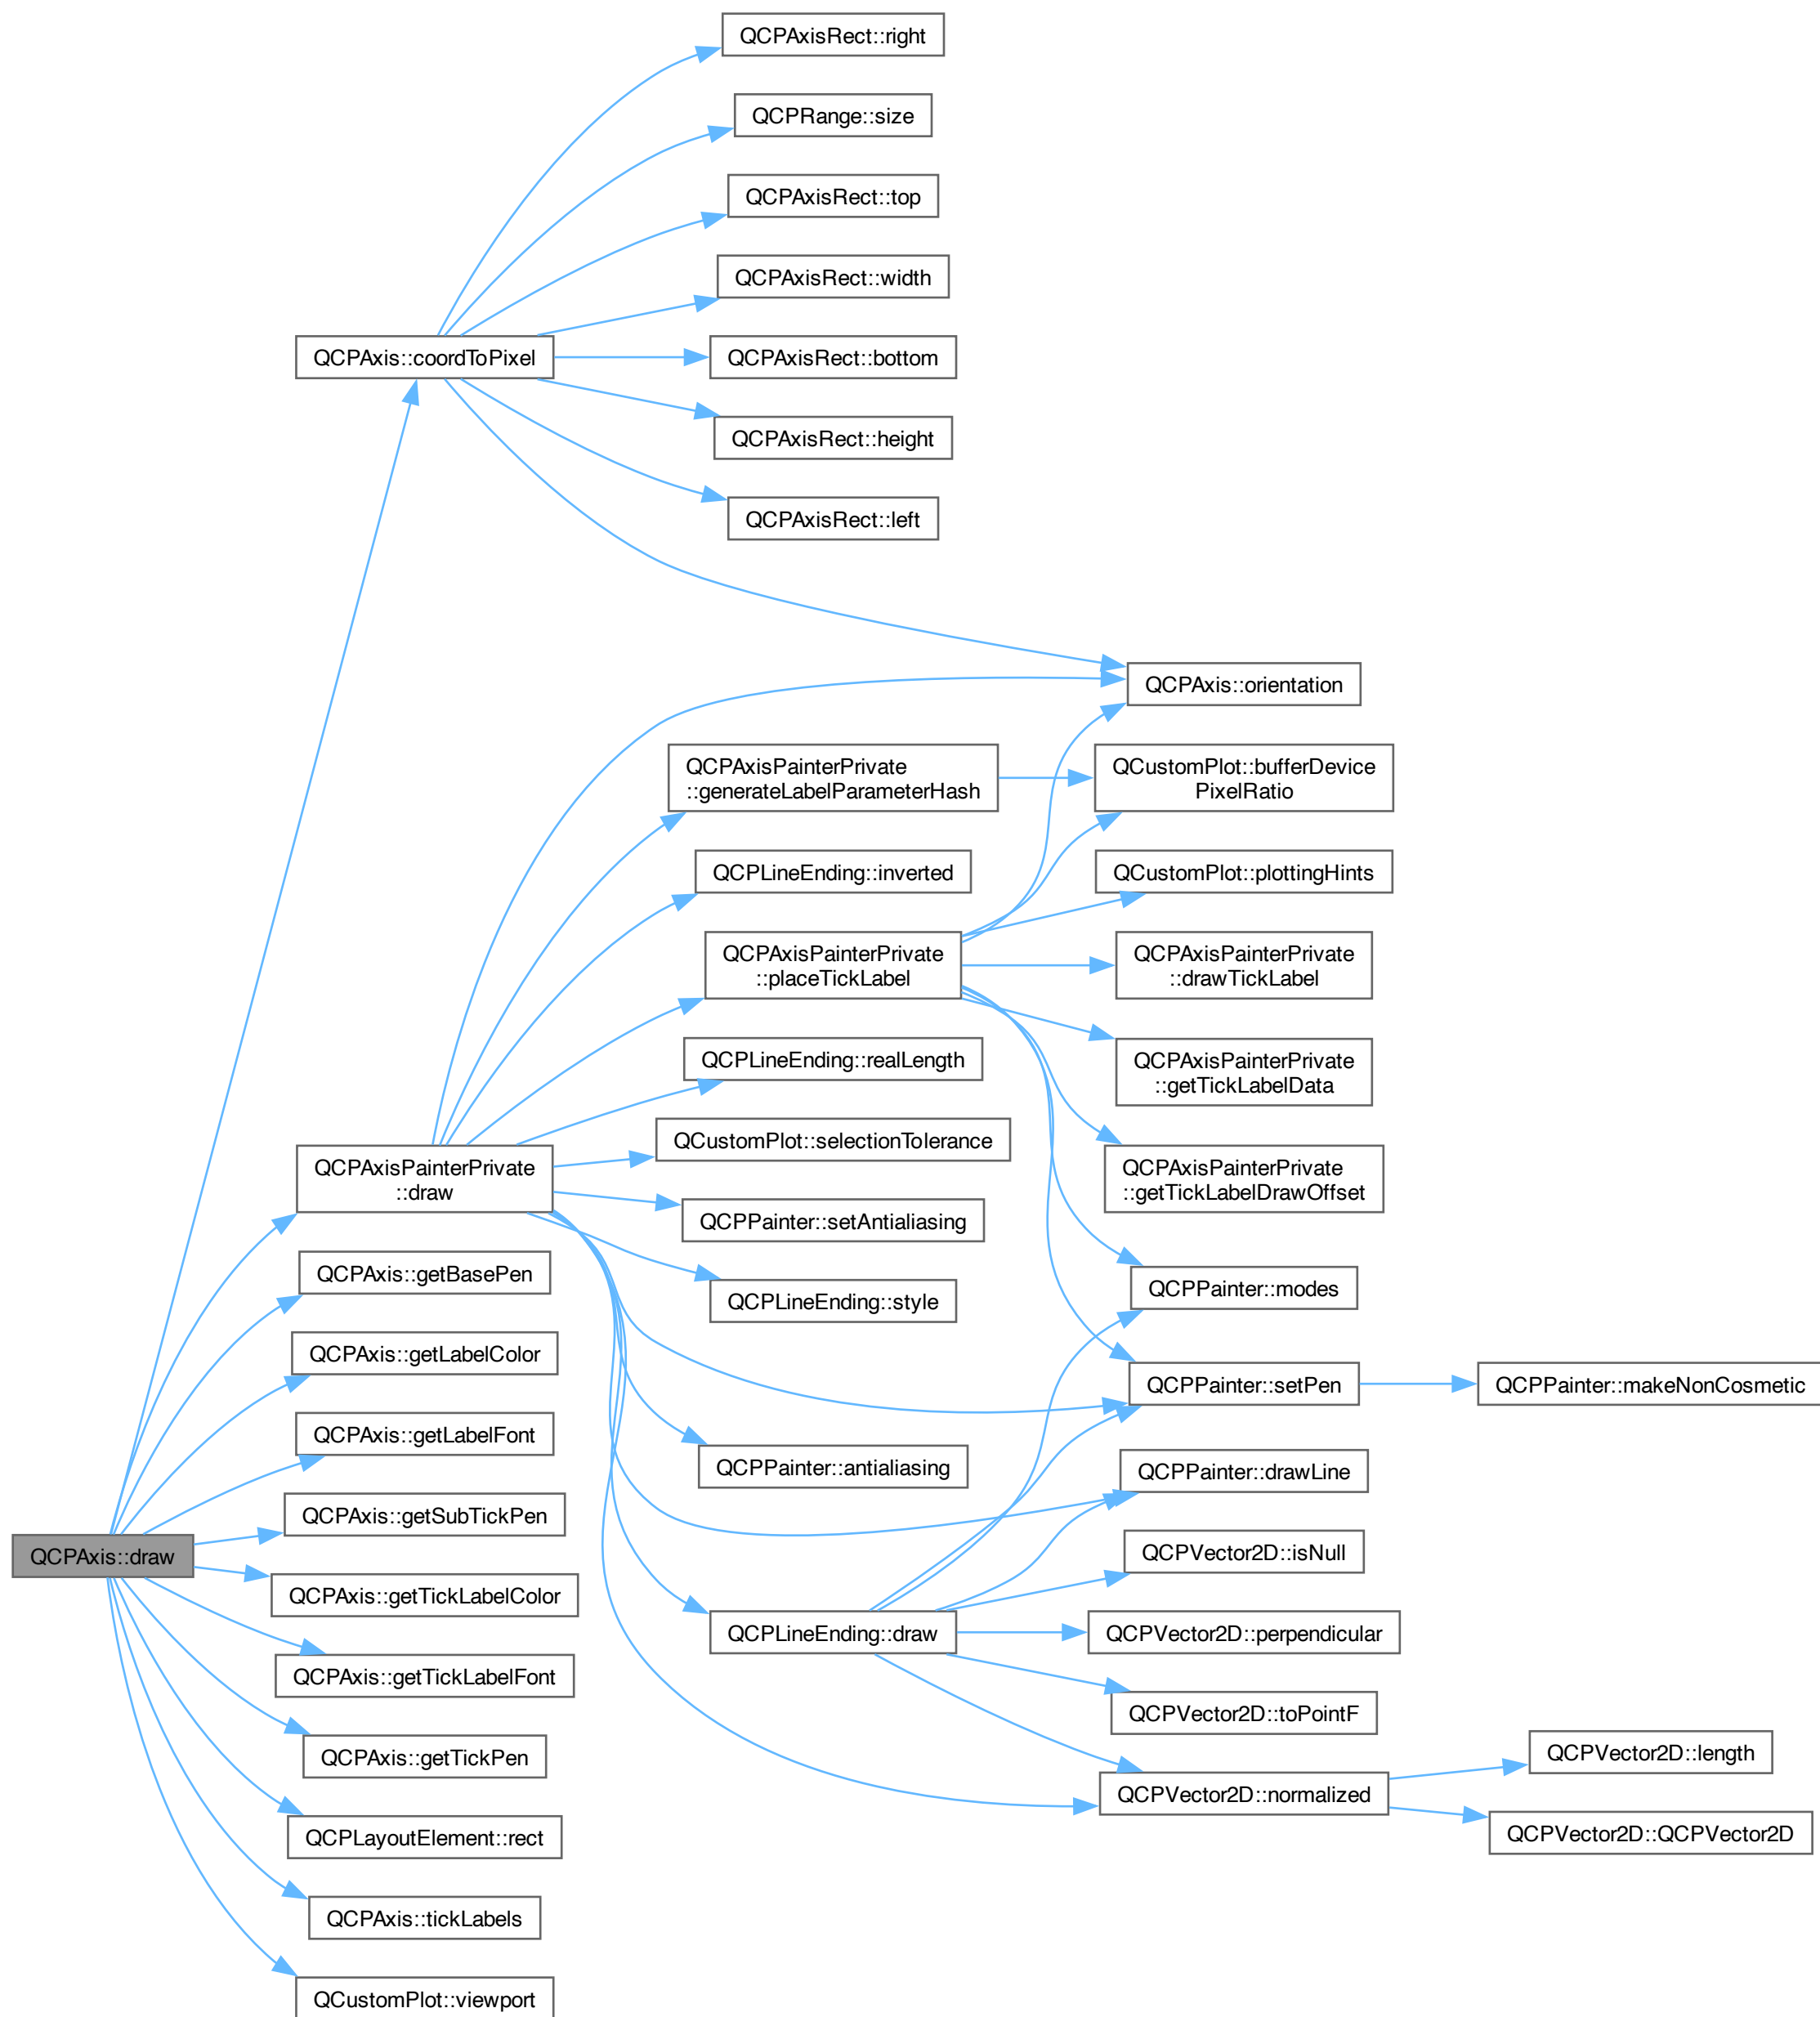 QCPAxisRect::right
QCPRange::size
QCPAxisRect::top
QCPAxisRect::width
QCPAxis::coordToPixel
QCPAxisRect::bottom
QCPAxisRect::height
QCPAxisRect::left
QCPAxis::orientation
QCPAxisPainterPrivate
::generateLabelParameterHash
QCustomPlot::bufferDevice
PixelRatio
QCPLineEnding::inverted
QCustomPlot::plottingHints
QCPAxisPainterPrivate
::placeTickLabel
QCPAxisPainterPrivate
::drawTickLabel
QCPLineEnding::realLength
QCPAxisPainterPrivate
::getTickLabelData
QCustomPlot::selectionTolerance
QCPAxisPainterPrivate
::draw
QCPAxisPainterPrivate
::getTickLabelDrawOffset
QCPPainter::setAntialiasing
QCPAxis::getBasePen
QCPLineEnding::style
QCPPainter::modes
QCPAxis::getLabelColor
QCPPainter::setPen
QCPPainter::makeNonCosmetic
QCPAxis::getLabelFont
QCPPainter::antialiasing
QCPPainter::drawLine
QCPAxis::getSubTickPen
QCPAxis::draw
QCPVector2D::isNull
QCPAxis::getTickLabelColor
QCPLineEnding::draw
QCPVector2D::perpendicular
QCPAxis::getTickLabelFont
QCPVector2D::toPointF
QCPAxis::getTickPen
QCPVector2D::length
QCPVector2D::normalized
QCPLayoutElement::rect
QCPVector2D::QCPVector2D
QCPAxis::tickLabels
QCustomPlot::viewport